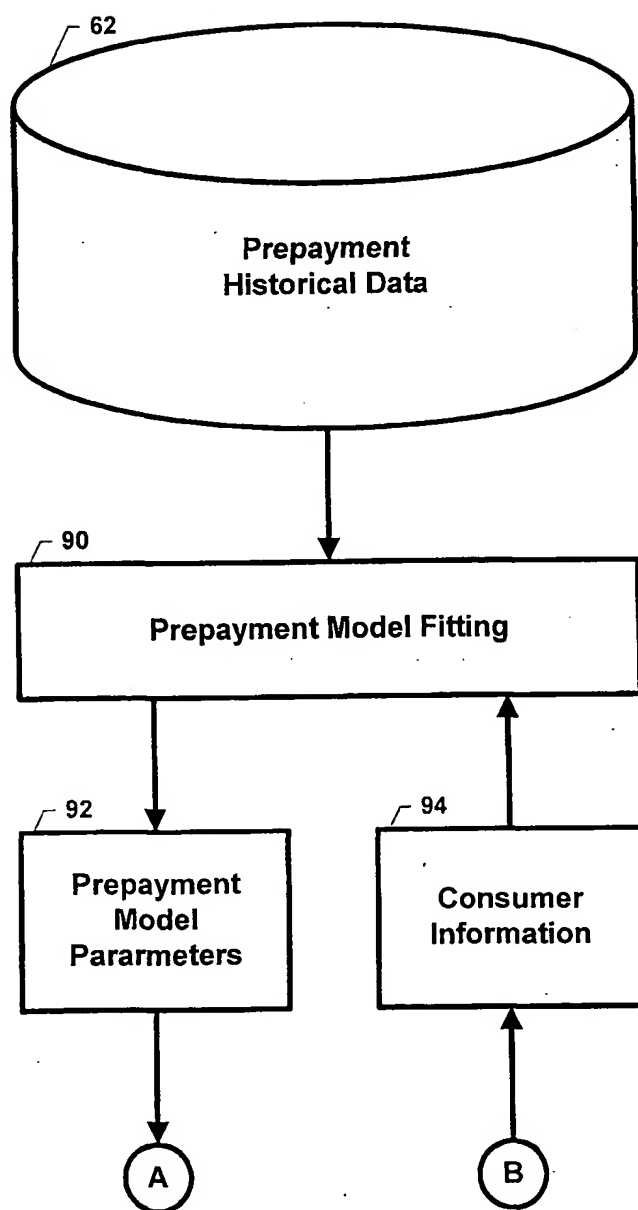 62
Prepayment
Historical Data
90
Prepayment Model Fitting
92
Prepayment
Model
Pararmeters
94
Consumer
Information
A
B